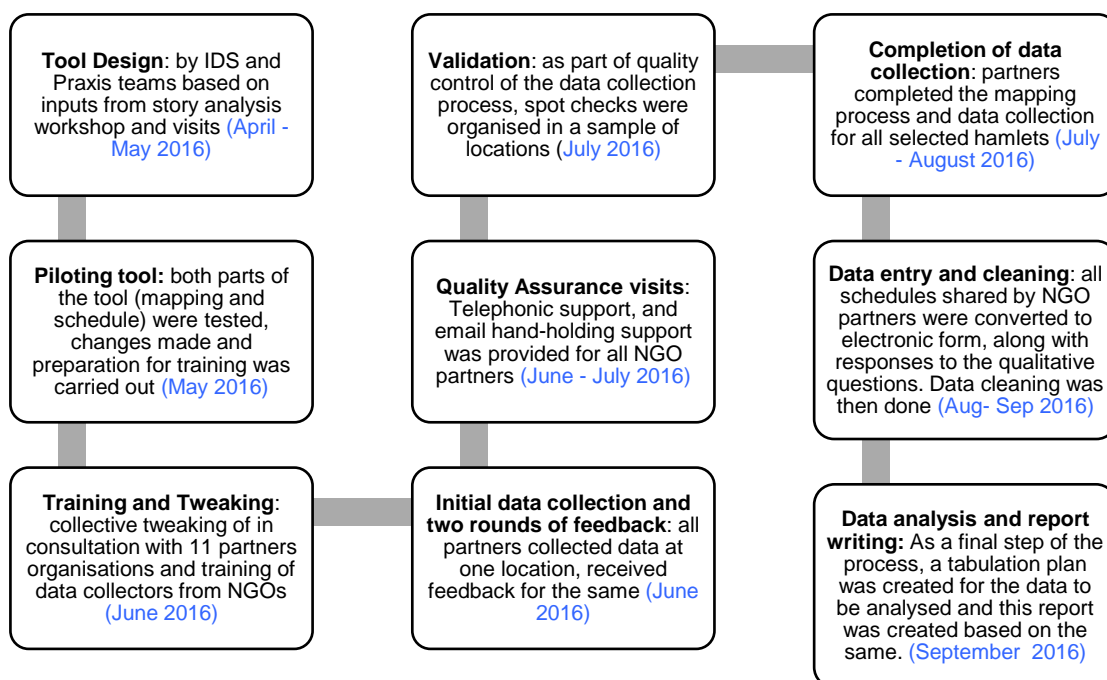 Tool Design: by IDS and
Praxis teams based on
inputs from story analysis
workshop and visits (April -
May 2016)
Piloting tool: both parts of
the tool (mapping and
schedule) were tested,
changes made and
preparation for training was
carried out (May 2016)
Training and Tweaking:
collective tweaking of in
consultation with 11 partners
organisations and training of
data collectors from NGOs
(June 2016)
Initial data collection and
two rounds of feedback: all
partners collected data at
one location, received
feedback for the same (June
2016)
Quality Assurance visits:
Telephonic support, and
email hand-holding support
was provided for all NGO
partners (June - July 2016)
Validation: as part of quality
control of the data collection
process, spot checks were
organised in a sample of
locations (July 2016)
Completion of data
collection: partners
completed the mapping
process and data collection
for all selected hamlets (July
- August 2016)
Data entry and cleaning: all
schedules shared by NGO
partners were converted to
electronic form, along with
responses to the qualitative
questions. Data cleaning was
then done (Aug- Sep 2016)
Data analysis and report
writing: As a final step of the
process, a tabulation plan
was created for the data to
be analysed and this report
was created based on the
same. (September 2016)